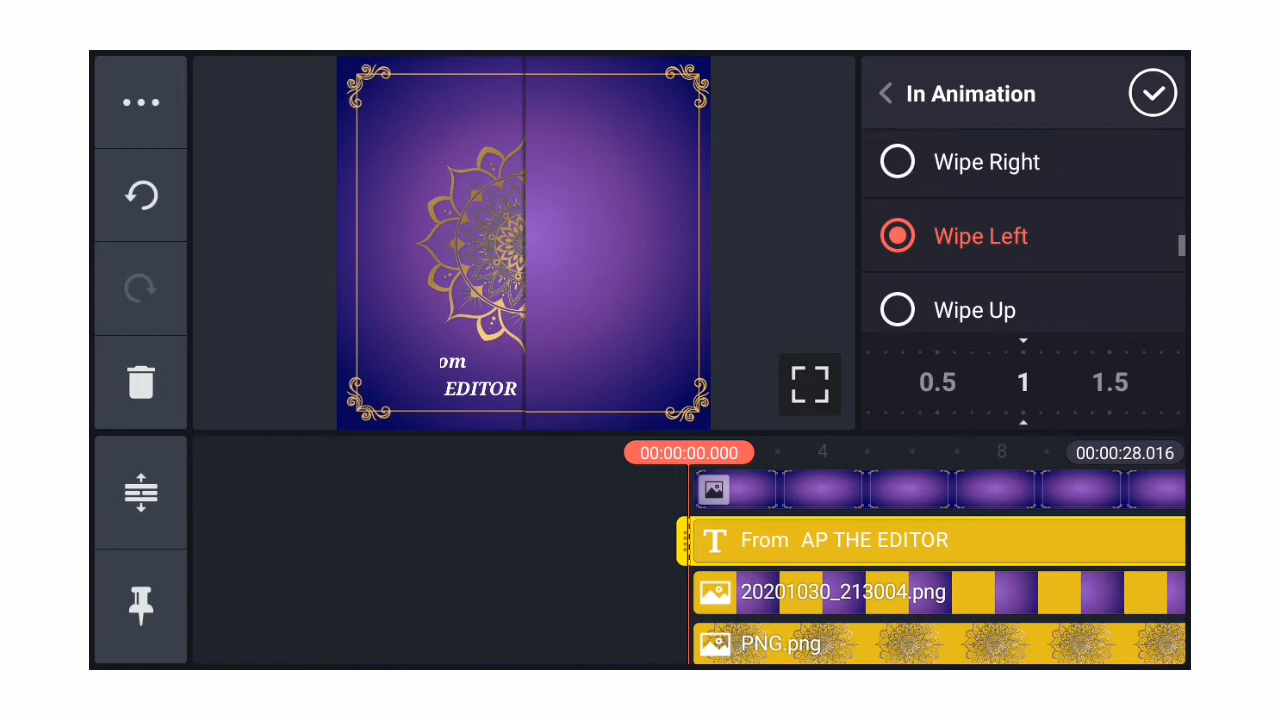 In Animation
Wipe Right
Wipe Left
Wipe Up
0.5 1 1.5
om
EDITOR
00:00:00.000 4 8 00:00:28.016
From AP THE EDITOR
20201030_213004.png
PNG.png